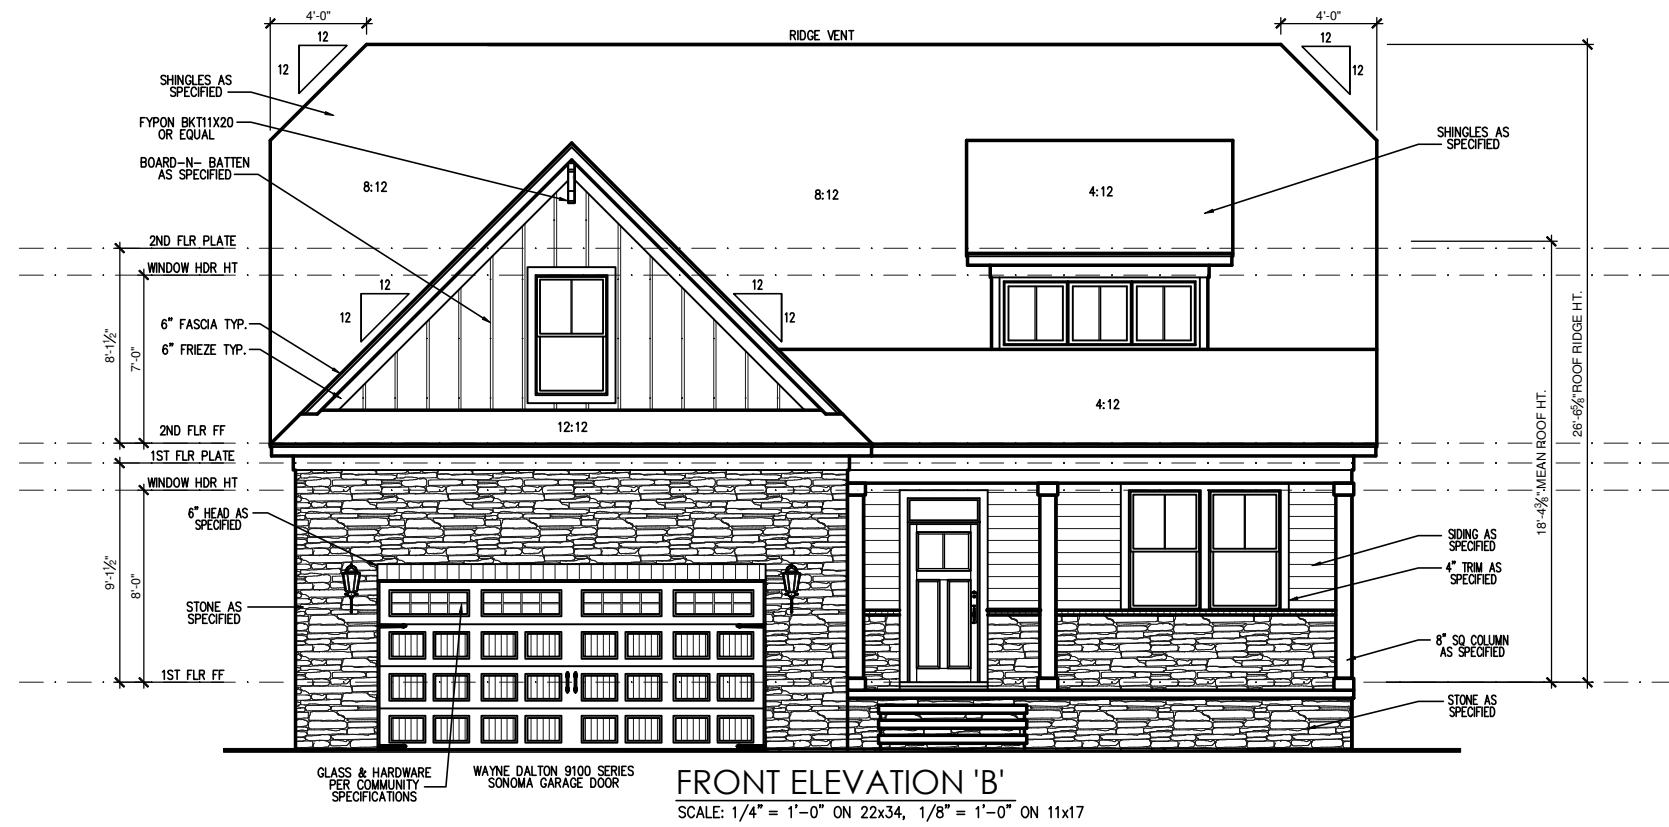 4'-0"
4'-0"
12
12
RIDGE VENT
12
12
SHINGLES AS
SPECIFIED
FYPON BKT11X20
OR EQUAL
BOARD-N- BATTEN
AS SPECIFIED
SHINGLES AS
SPECIFIED
8:12
8:12
4:12
2ND FLR PLATE
WINDOW HDR HT
12
12
12
12
6" FASCIA TYP.
6" FRIEZE TYP.
8'-1½"
7'-0"
4:12
12:12
2ND FLR FF
1ST FLR PLATE
WINDOW HDR HT
26'-6⅝" ROOF RIDGE HT.
18'-4⅜" MEAN ROOF HT.
6" HEAD AS
SPECIFIED
9'-1½"
8'-0"
STONE AS
SPECIFIED
SIDING AS
SPECIFIED
4" TRIM AS
SPECIFIED
8" SQ COLUMN
AS SPECIFIED
1ST FLR FF
STONE AS
SPECIFIED
GLASS & HARDWARE
PER COMMUNITY
SPECIFICATIONS
WAYNE DALTON 9100 SERIES
SONOMA GARAGE DOOR
FRONT ELEVATION 'B'
SCALE: 1/4" = 1'-0" ON 22x34, 1/8" = 1'-0" ON 11x17